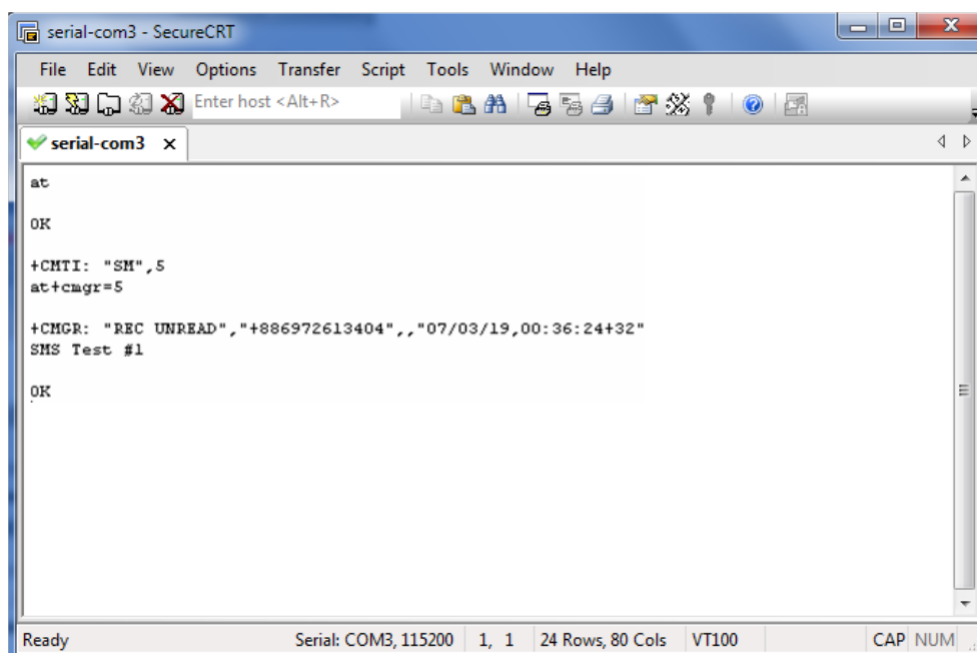 serial-com3 - SecureCRT
File Edit View Options Transfer Script Tools Window Help
Enter host <Alt+R>
serial-com3 x
at
OK
+CMTI: "SM",5
at+cmgr=5
+CMGR: "REC UNREAD","+886972613404",,"07/03/19,00:36:24+32"
SMS Test #1
OK
Ready Serial: COM3, 115200 1, 1 24 Rows, 80 Cols VT100 CAP NUM